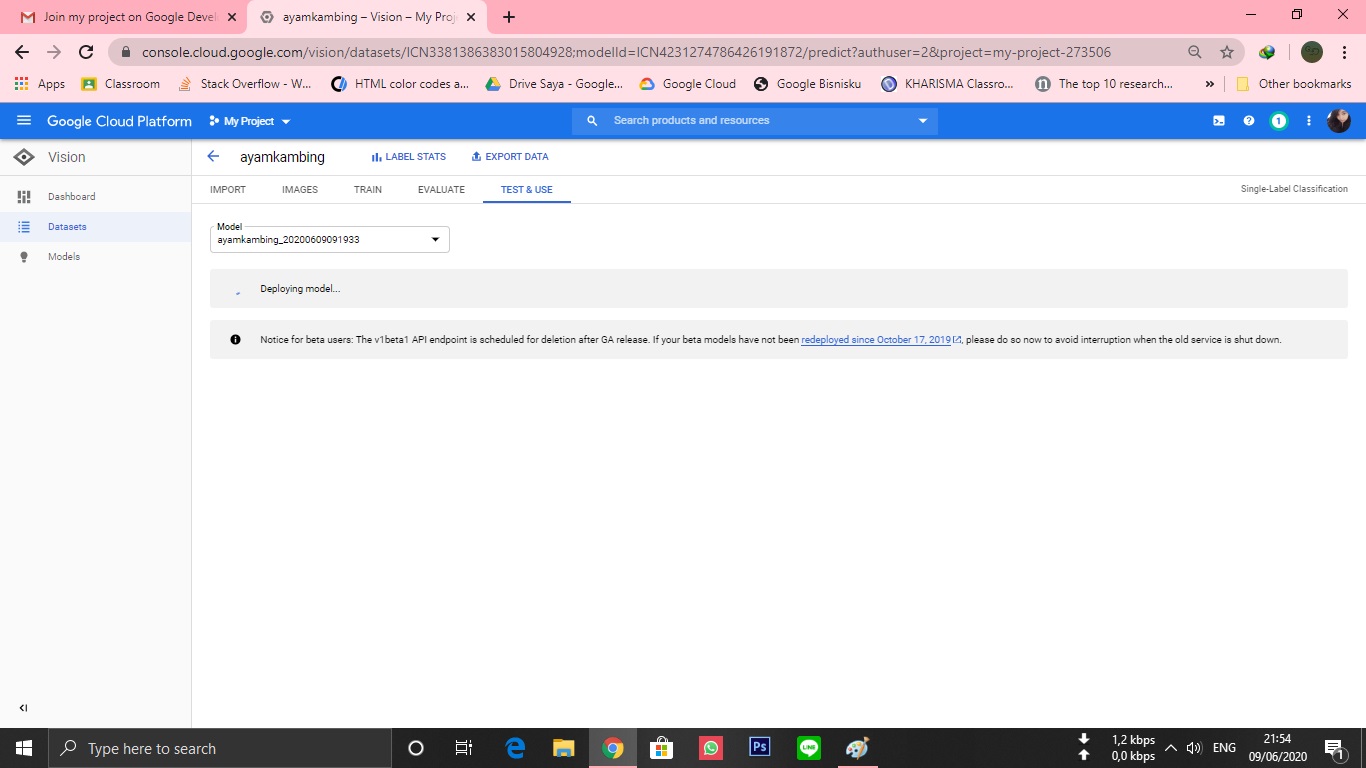 Join my project on Google Devel
ayamkambing – Vision – My Proj
console.cloud.google.com/vision/datasets/ICN3381386383015804928;modelId=ICN4231274786426191872/predict?authuser=2&project=my-project-273506
Apps
Classroom
Stack Overflow - W...
HTML color codes a...
Drive Saya - Google...
Google Cloud
Google Bisnisku
KHARISMA Classro...
The top 10 research...
»
Other bookmarks
Google Cloud Platform
My Project
Search products and resources
1
Vision
ayamkambing
LABEL STATS
EXPORT DATA
Dashboard
Datasets
Models
IMPORT
IMAGES
TRAIN
EVALUATE
TEST & USE
Single-Label Classification
Model
ayamkambing_20200609091933
Deploying model...
Notice for beta users: The v1beta1 API endpoint is scheduled for deletion after GA release. If your beta models have not been redeployed since October 17, 2019, please do so now to avoid interruption when the old service is shut down.
Type here to search
Ps
LINE
1,2 kbps
0,0 kbps
ENG
21:54
09/06/2020
1